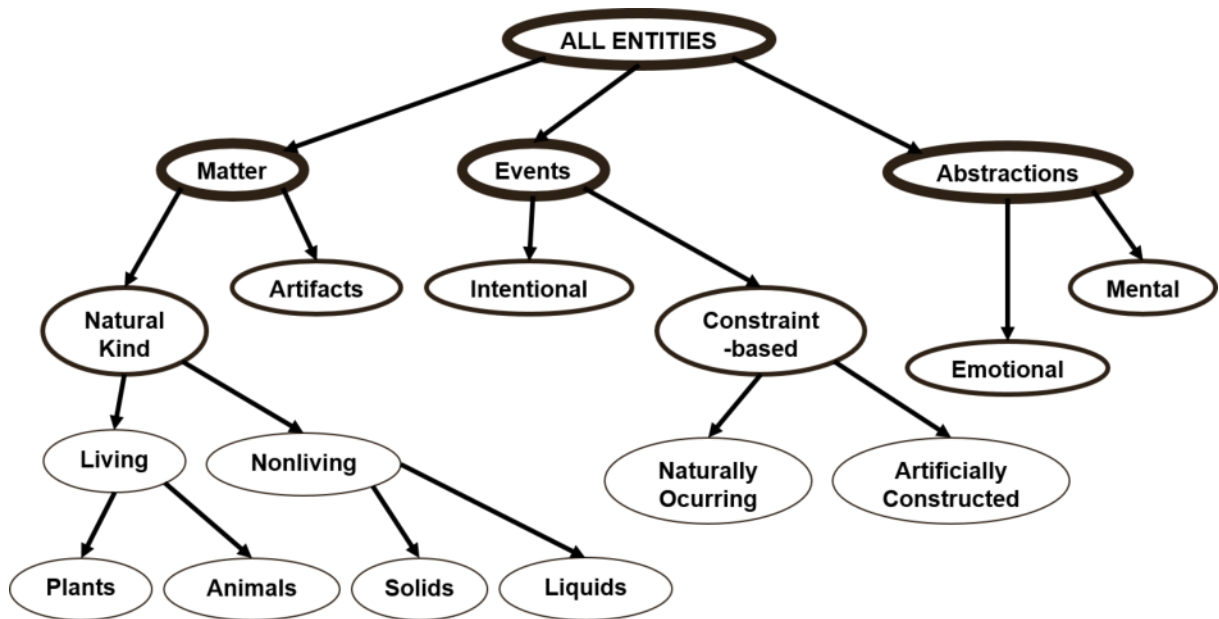 ALL ENTITIES
Matter
Events
Abstractions
Artifacts
Intentional
Mental
Natural
Kind
Constraint
-based
Emotional
Living
Nonliving
Naturally
Ocurring
Artificially
Constructed
Plants
Animals
Solids
Liquids